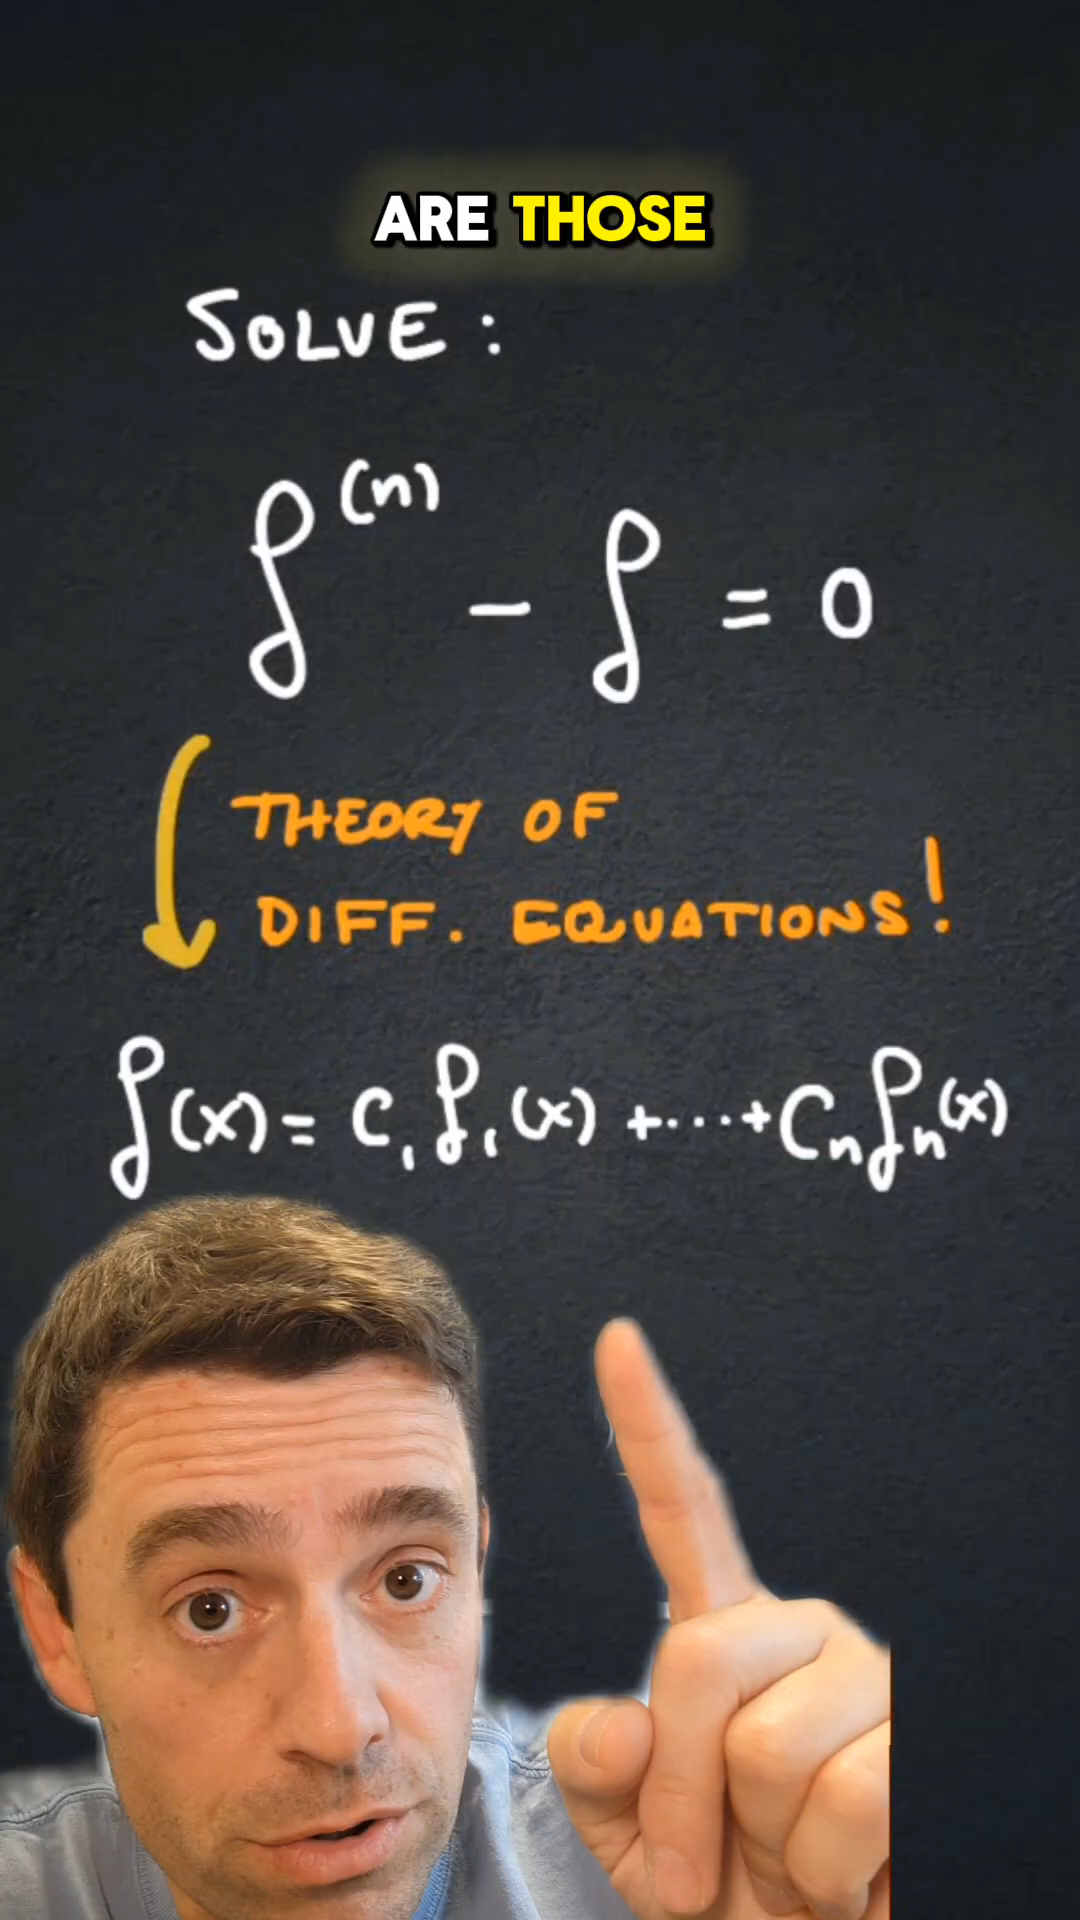 ARE THOSE
SOLVE:
f⁽ⁿ⁾ - f = 0
THEORY OF
DIFF. EQUATIONS!
f(x) = C₁f₁(x) + ... + Cₙfₙ(x)